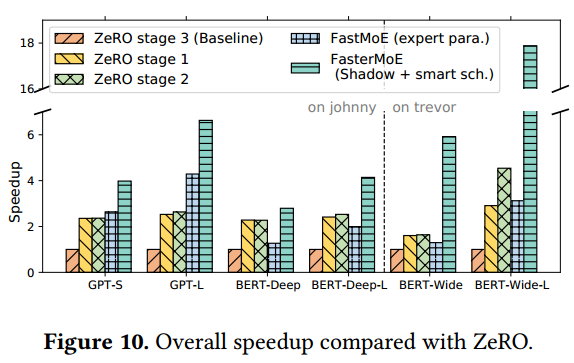 18
16
6
4
2
0
Speedup
ZeRO stage 3 (Baseline)
ZeRO stage 1
ZeRO stage 2
FastMoE (expert para.)
FasterMoE
(Shadow + smart sch.)
on johnny
on trevor
GPT-S
GPT-L
BERT-Deep
BERT-Deep-L
BERT-Wide
BERT-Wide-L
Figure 10. Overall speedup compared with ZeRO.